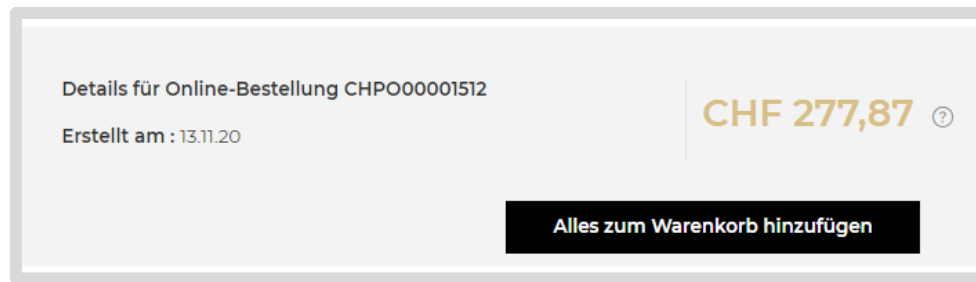 Details für Online-Bestellung CHPO00001512
Erstellt am : 13.11.20
CHF 277,87 ?
Alles zum Warenkorb hinzufügen